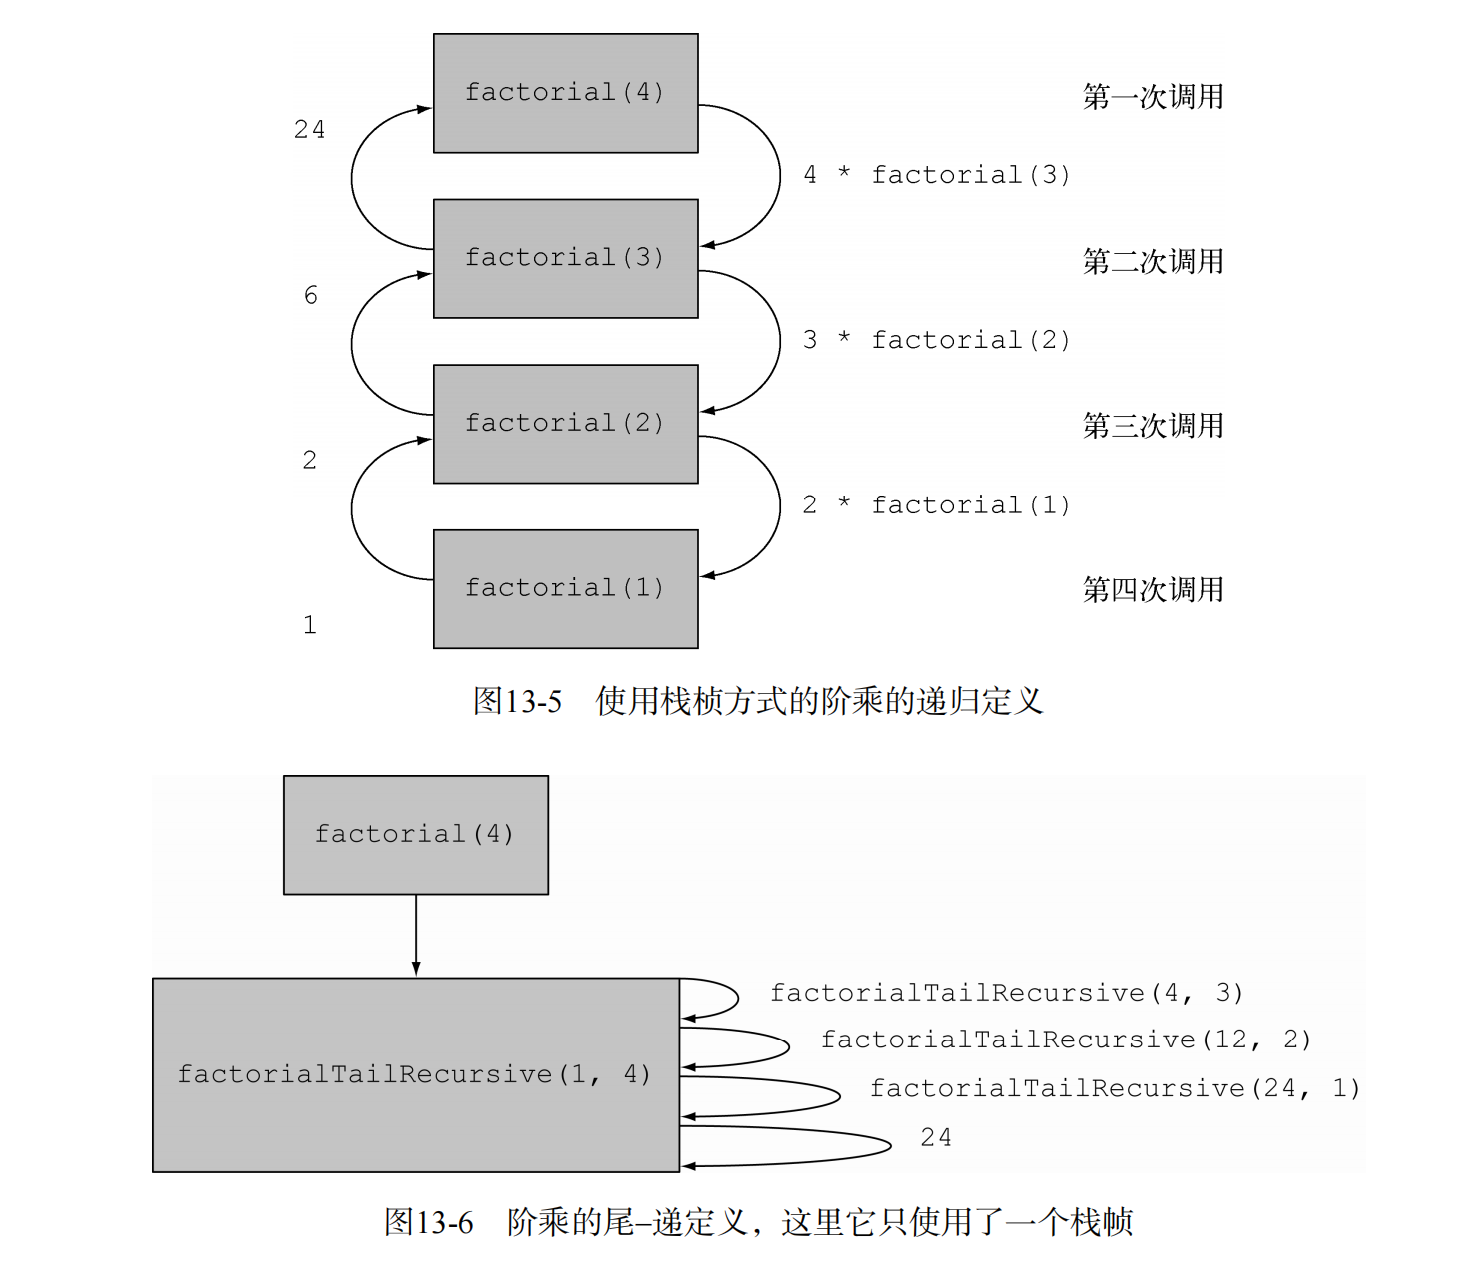 factorial(4)
第一次调用
24
4 * factorial(3)
factorial(3)
第二次调用
6
3 * factorial(2)
factorial(2)
第三次调用
2
2 * factorial(1)
factorial(1)
第四次调用
1
图13-5 使用栈桢方式的阶乘的递归定义
factorial(4)
factorialTailRecursive(4, 3)
factorialTailRecursive(12, 2)
factorialTailRecursive(1, 4)
factorialTailRecursive(24, 1)
24
图13-6 阶乘的尾–递定义，这里它只使用了一个栈帧